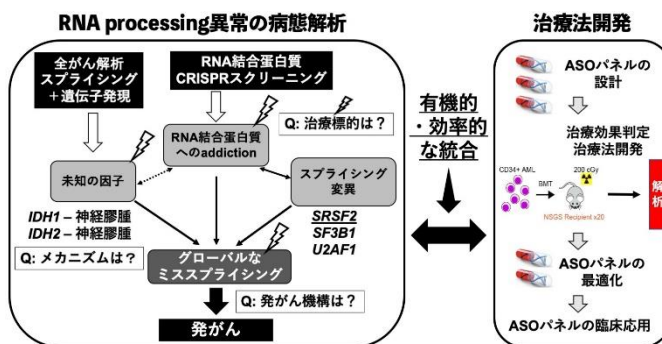 RNA processing異常の病態解析
全がん解析
スプライシング
+遺伝子発現
RNA結合蛋白質
CRISPRスクリーニング
Q: 治療標的は？
RNA結合蛋白質
へのaddiction
未知の因子
スプライシング
変異
IDH1 – 神経膠腫
IDH2 – 神経膠腫
SRSF2
SF3B1
U2AF1
Q: メカニズムは？
グローバルな
ミススプライシング
Q: 発がん機構は？
発がん
有機的
・効率的
な統合
治療法開発
ASOパネルの
設計
治療効果判定
治療法開発
CD34+ AML
200 cGy
BMT
NSGS Recipient x20
解析
ASOパネルの
最適化
ASOパネルの臨床応用